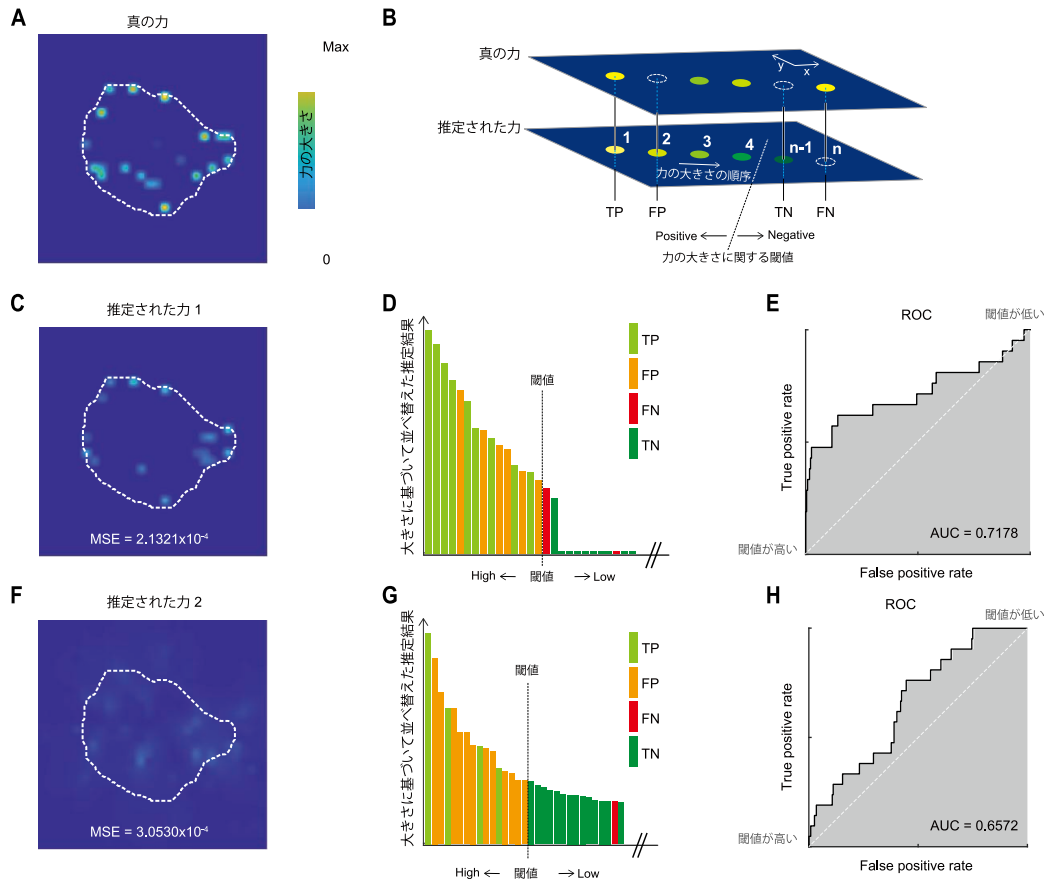 A
真の力
Max
力の大きさ
0
B
真の力
y
x
推定された力
1
2
3
4
n-1
n
力の大きさの順序
TP
FP
TN
FN
Positive
Negative
力の大きさに関する閾値
C
推定された力 1
MSE = 2.1321x10⁻⁴
D
大きさに基づいて並べ替えた推定結果
TP
FP
FN
TN
閾値
High
閾値
Low
E
ROC
閾値が低い
True positive rate
閾値が高い
AUC = 0.7178
False positive rate
F
推定された力 2
MSE = 3.0530x10⁻⁴
G
大きさに基づいて並べ替えた推定結果
TP
FP
FN
TN
閾値
High
閾値
Low
H
ROC
閾値が低い
True positive rate
閾値が高い
AUC = 0.6572
False positive rate